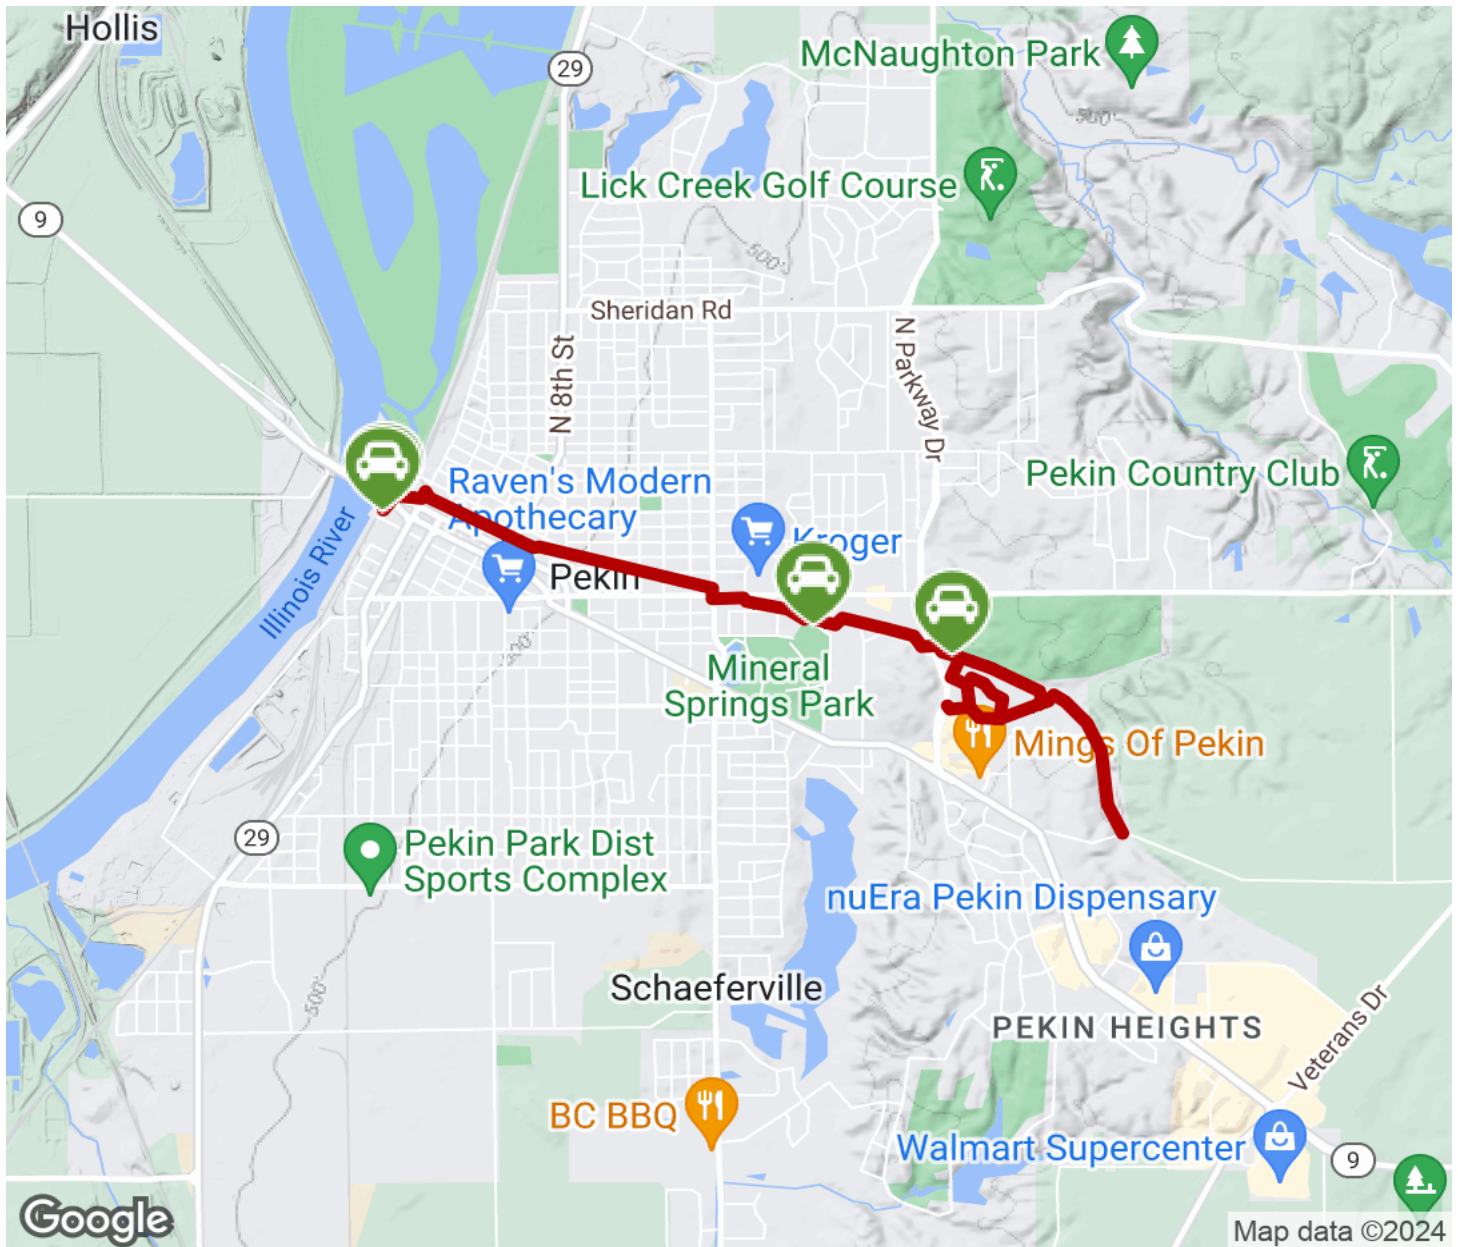 Hollis
29
McNaughton Park
500'
Lick Creek Golf Course
9
500'
Sheridan Rd
N Parkway Dr
N 8th St
Pekin Country Club
Raven's Modern
Apothecary
Kroger
Illinois River
Pekin
500'
Mineral
Springs Park
Mings Of Pekin
29
Pekin Park Dist
Sports Complex
nuEra Pekin Dispensary
Schaeferville
500'
PEKIN HEIGHTS
Veterans Dr
BC BBQ
Walmart Supercenter
9
Google
Map data ©2024